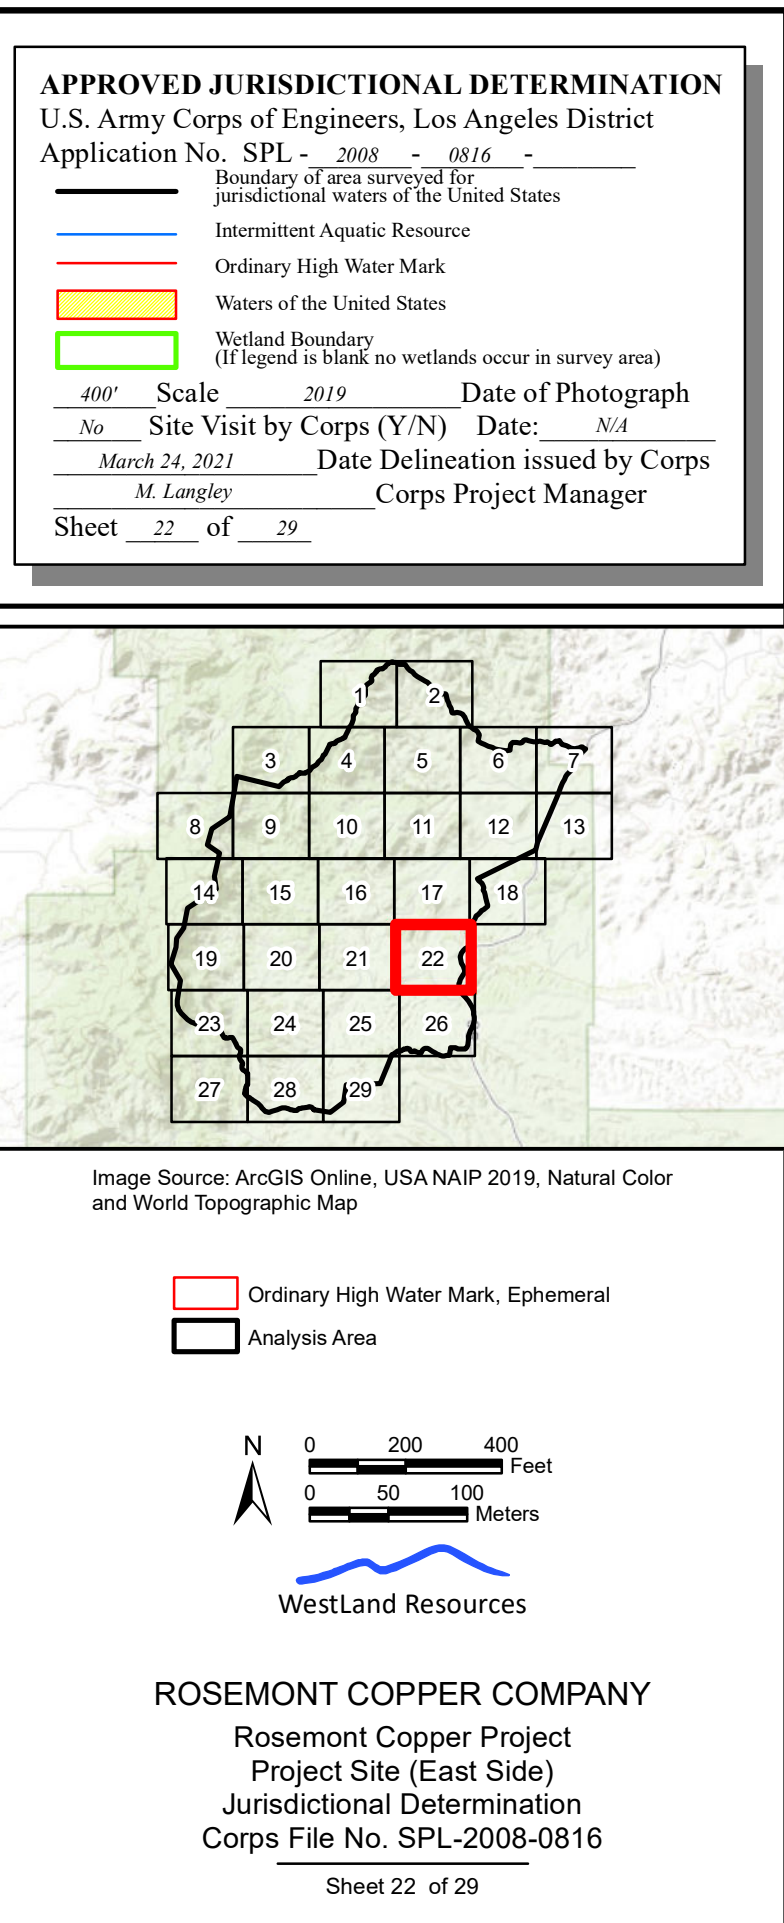 APPROVED JURISDICTIONAL DETERMINATION
U.S. Army Corps of Engineers, Los Angeles District
Application No. SPL - 2008 - 0816 -_______
Boundary of area surveyed for
jurisdictional waters of the United States
Intermittent Aquatic Resource
Ordinary High Water Mark
Waters of the United States
Wetland Boundary
(If legend is blank no wetlands occur in survey area)
400' Scale 2019 Date of Photograph
No Site Visit by Corps (Y/N) Date: N/A
March 24, 2021 Date Delineation issued by Corps
M. Langley Corps Project Manager
Sheet 22 of 29
1 2
3 4 5 6 7
8 9 10 11 12 13
14 15 16 17 18
19 20 21 22
23 24 25 26
27 28 29
Image Source: ArcGIS Online, USA NAIP 2019, Natural Color
and World Topographic Map
Ordinary High Water Mark, Ephemeral
Analysis Area
N
0 200 400
Feet
0 50 100
Meters
WestLand Resources
ROSEMONT COPPER COMPANY
Rosemont Copper Project
Project Site (East Side)
Jurisdictional Determination
Corps File No. SPL-2008-0816
Sheet 22 of 29